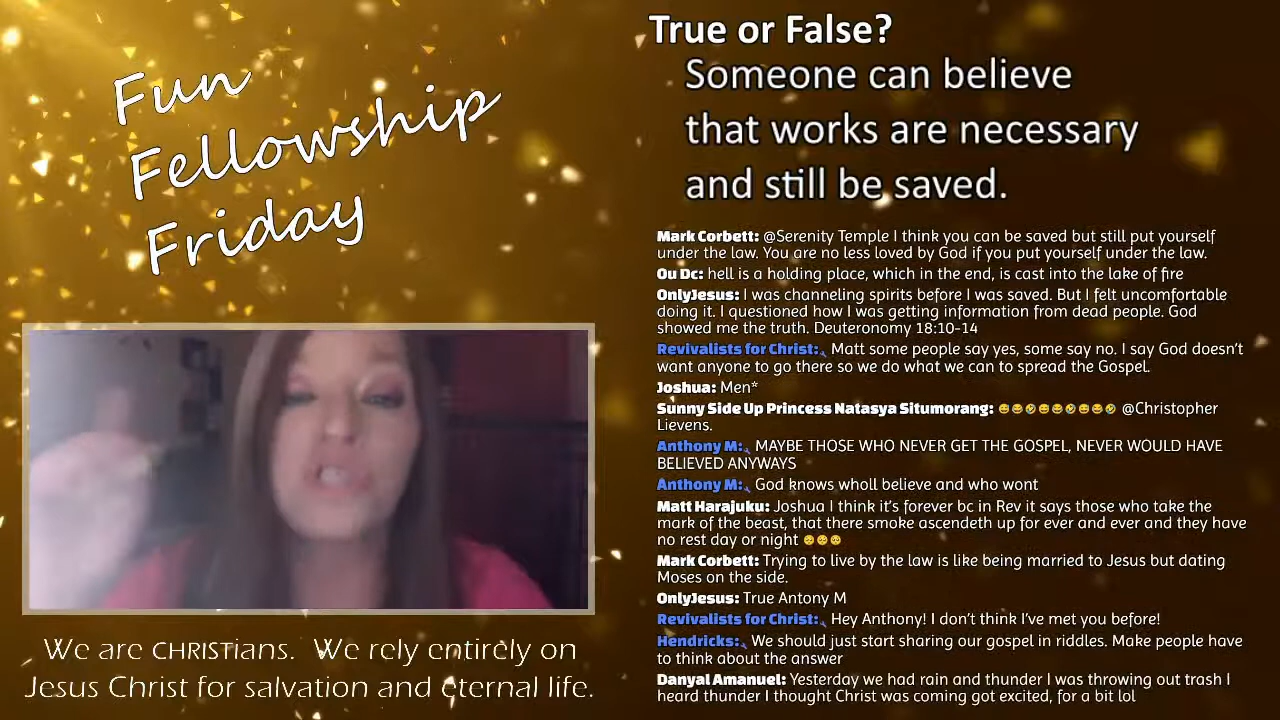 Fun
Fellowship
Friday
We are CHRISTians. We rely entirely on
Jesus Christ for salvation and eternal life.
True or False?
Someone can believe
that works are necessary
and still be saved.
Mark Corbett: @Serenity Temple I think you can be saved but still put yourself
under the law. You are no less loved by God if you put yourself under the law.
Ou Dc: hell is a holding place, which in the end, is cast into the lake of fire
OnlyJesus: I was channeling spirits before I was saved. But I felt uncomfortable
doing it. I questioned how I was getting information from dead people. God
showed me the truth. Deuteronomy 18:10-14
Revivalists for Christ: Matt some people say yes, some say no. I say God doesn't
want anyone to go there so we do what we can to spread the Gospel.
Joshua: Men*
Sunny Side Up Princess Natasya Situmorang: @Christopher
Lievens.
Anthony M: MAYBE THOSE WHO NEVER GET THE GOSPEL, NEVER WOULD HAVE
BELIEVED ANYWAYS
Anthony M: God knows wholl believe and who wont
Matt Harajuku: Joshua I think it's forever bc in Rev it says those who take the
mark of the beast, that there smoke ascendeth up for ever and ever and they have
no rest day or night
Mark Corbett: Trying to live by the law is like being married to Jesus but dating
Moses on the side.
OnlyJesus: True Antony M
Revivalists for Christ: Hey Anthony! I don't think I've met you before!
Hendricks: We should just start sharing our gospel in riddles. Make people have
to think about the answer
Danyal Amanuel: Yesterday we had rain and thunder I was throwing out trash I
heard thunder I thought Christ was coming got excited, for a bit lol